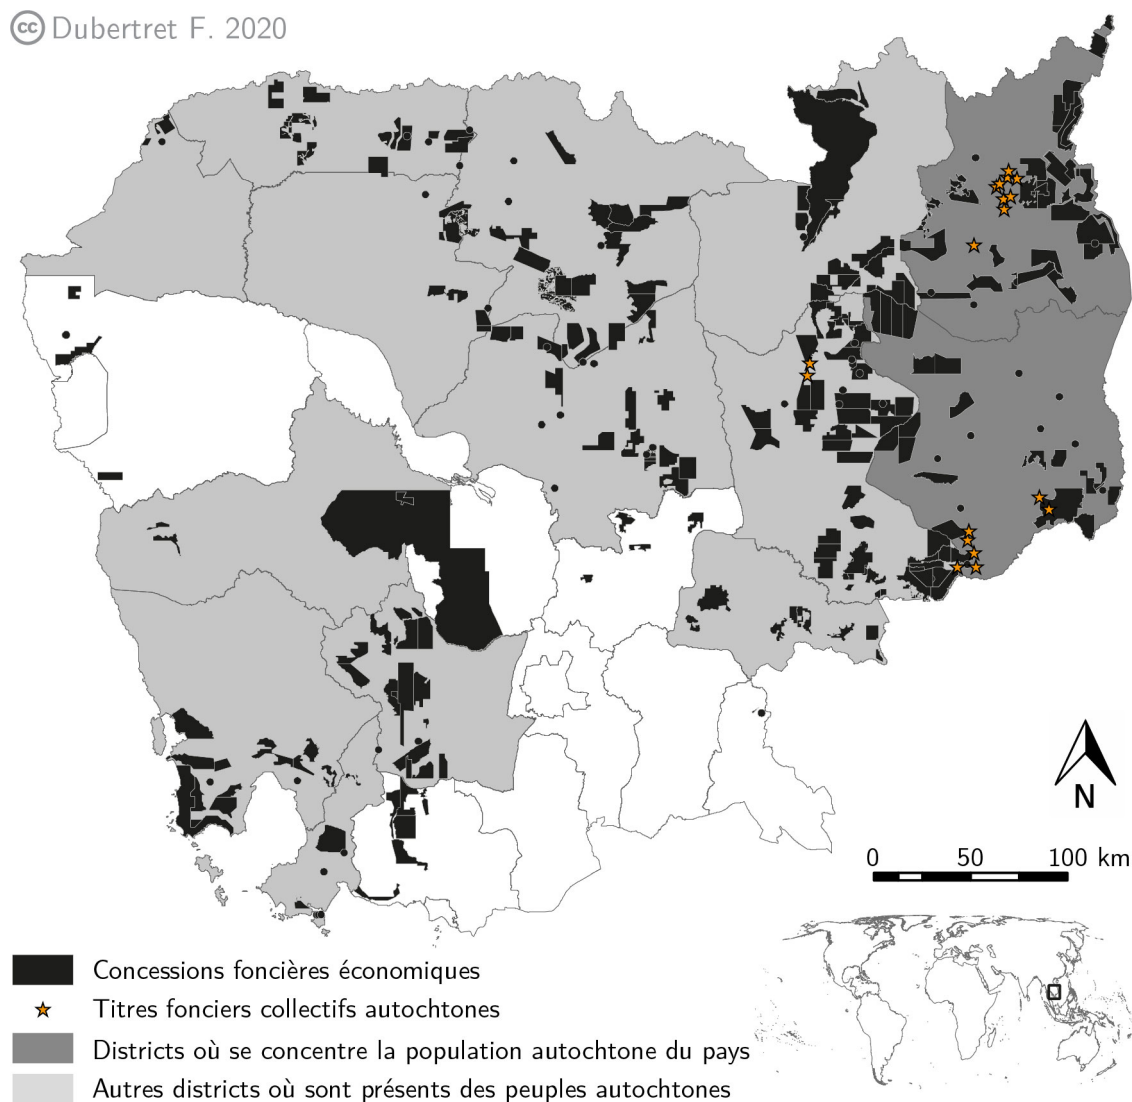 cc Dubertret F. 2020
N
0 50 100 km
Concessions foncières économiques
Titres fonciers collectifs autochtones
Districts où se concentre la population autochtone du pays
Autres districts où sont présents des peuples autochtones